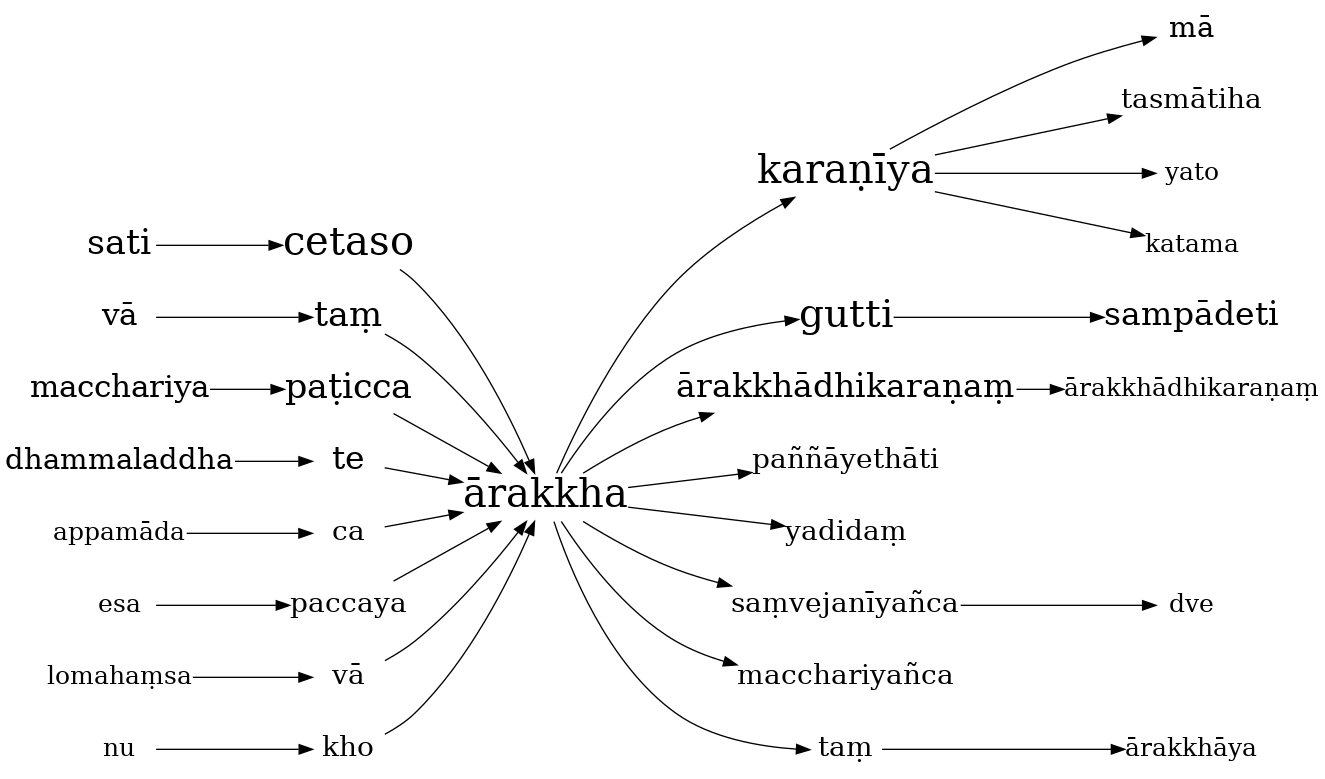 mā
tasmātiha
karaṇīya
yato
sati
cetaso
katama
vā
taṃ
gutti
sampādeti
macchariya
paṭicca
ārakkhādhikaraṇaṃ
ārakkhādhikaraṇaṃ
dhammaladdha
te
paññāyethāti
ārakkha
appamāda
ca
yadidaṃ
esa
paccaya
saṃvejanīyañca
dve
lomahaṃsa
vā
macchariyañca
nu
kho
taṃ
ārakkhāya